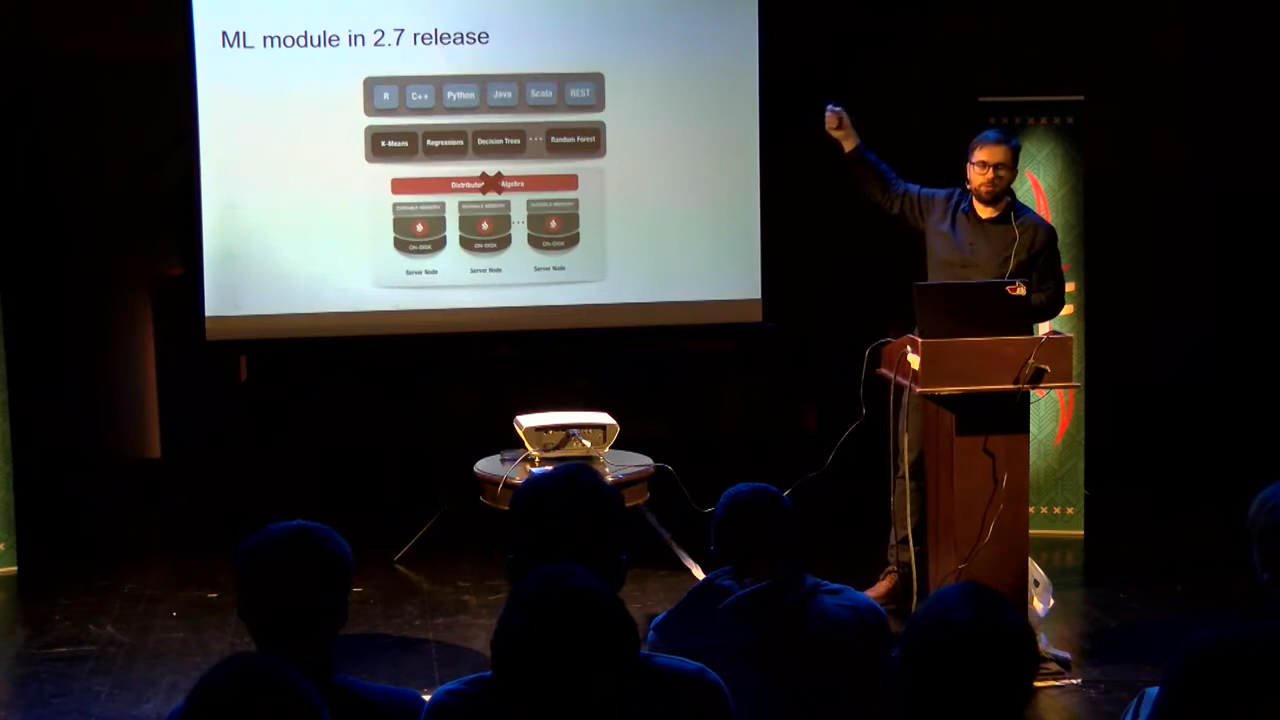 ML module in 2.7 release
R C++ Python Java Scala REST
K-Means Regressions Decision Trees ... Random Forest
Algebra
ON-DISK ON-DISK ... ON-DISK
Server Node Server Node Server Node